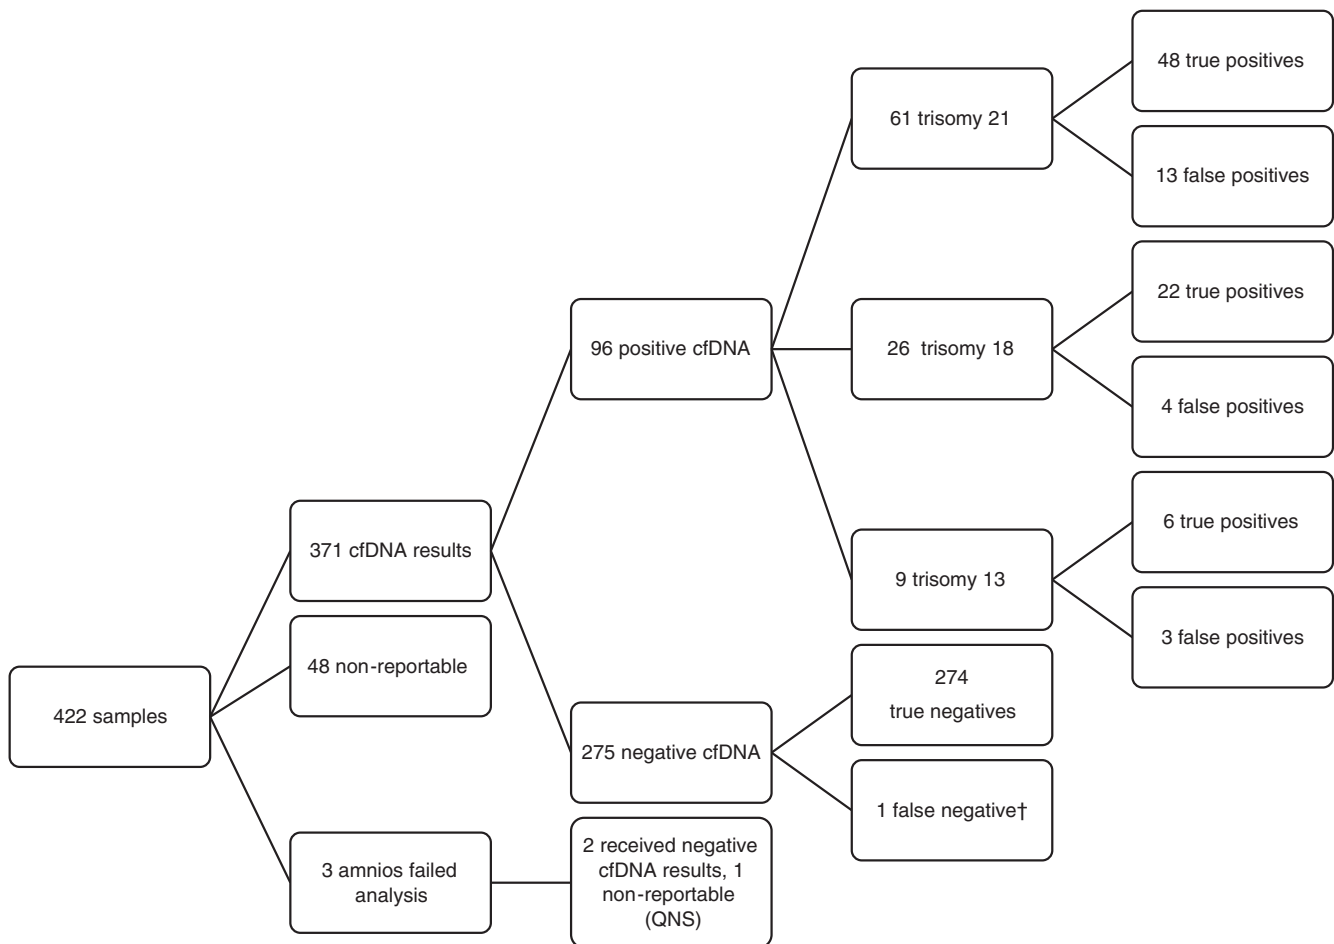 422 samples
371 cfDNA results
48 non-reportable
3 amnios failed
analysis
96 positive cfDNA
275 negative cfDNA
2 received negative
cfDNA results, 1
non-reportable
(QNS)
61 trisomy 21
26 trisomy 18
9 trisomy 13
274
true negatives
1 false negative†
48 true positives
13 false positives
22 true positives
4 false positives
6 true positives
3 false positives